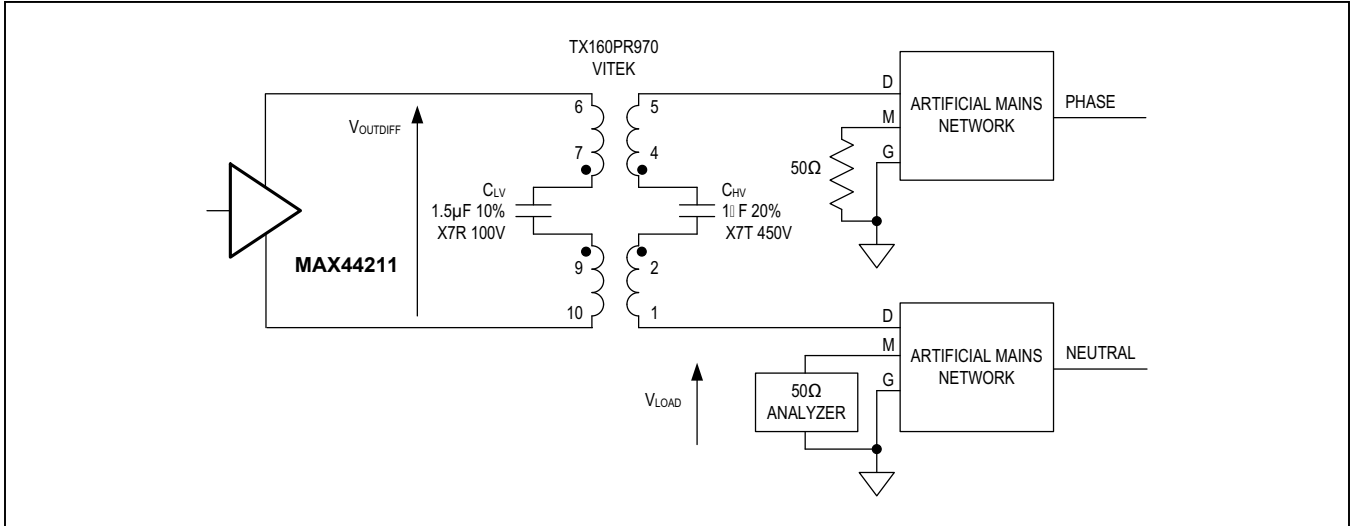 TX160PR970
VITEK
D
ARTIFICIAL MAINS
NETWORK
PHASE
M
G
50Ω
VOUTDIFF
6
5
7
4
CLV
1.5µF 10%
X7R 100V
CHV
1▯ F 20%
X7T 450V
MAX44211
9
2
10
1
D
ARTIFICIAL MAINS
NETWORK
NEUTRAL
M
G
50Ω
ANALYZER
VLOAD